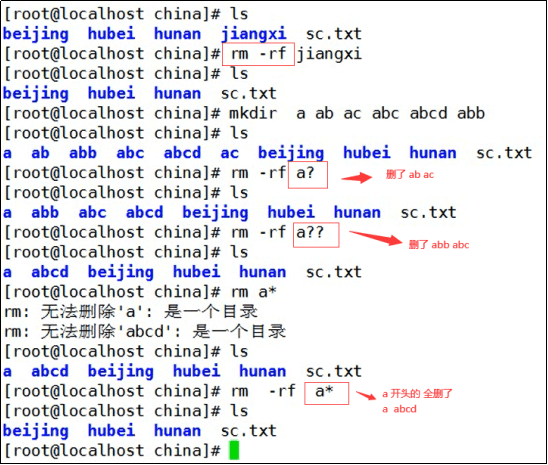 [root@localhost china]# ls
beijing  hubei  hunan  jiangxi  sc.txt
[root@localhost china]# rm -rf jiangxi
[root@localhost china]# ls
beijing  hubei  hunan  sc.txt
[root@localhost china]# mkdir  a ab ac abc abcd abb
[root@localhost china]# ls
a  ab  abb  abc  abcd  ac  beijing  hubei  hunan  sc.txt
[root@localhost china]# rm -rf a? 删了 ab ac
[root@localhost china]# ls
a  abb  abc  abcd  beijing  hubei  hunan  sc.txt
[root@localhost china]# rm -rf a?? 删了 abb abc
[root@localhost china]# ls
a  abcd  beijing  hubei  hunan  sc.txt
[root@localhost china]# rm a*
rm: 无法删除'a': 是一个目录
rm: 无法删除'abcd': 是一个目录
[root@localhost china]# ls
a  abcd  beijing  hubei  hunan  sc.txt
[root@localhost china]# rm  -rf  a* a 开头的 全删了
a  abcd
[root@localhost china]# ls
beijing  hubei  hunan  sc.txt
[root@localhost china]#